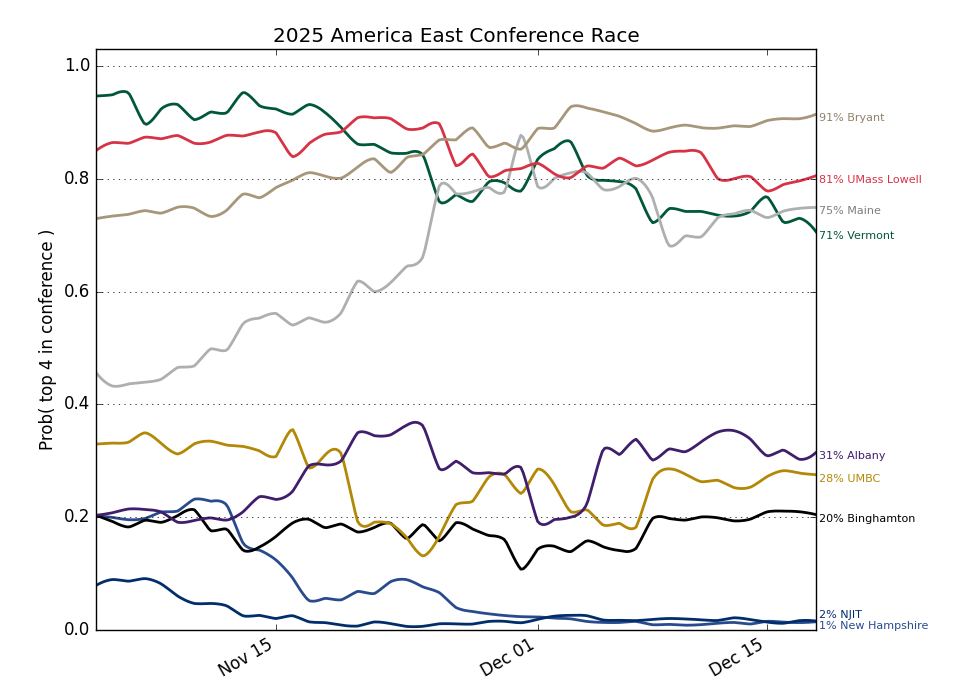 2025 America East Conference Race
Prob( top 4 in conference )
1.0
0.8
0.6
0.4
0.2
0.0
91% Bryant
81% UMass Lowell
75% Maine
71% Vermont
31% Albany
28% UMBC
20% Binghamton
2% NJIT
1% New Hampshire
Nov 15
Dec 01
Dec 15